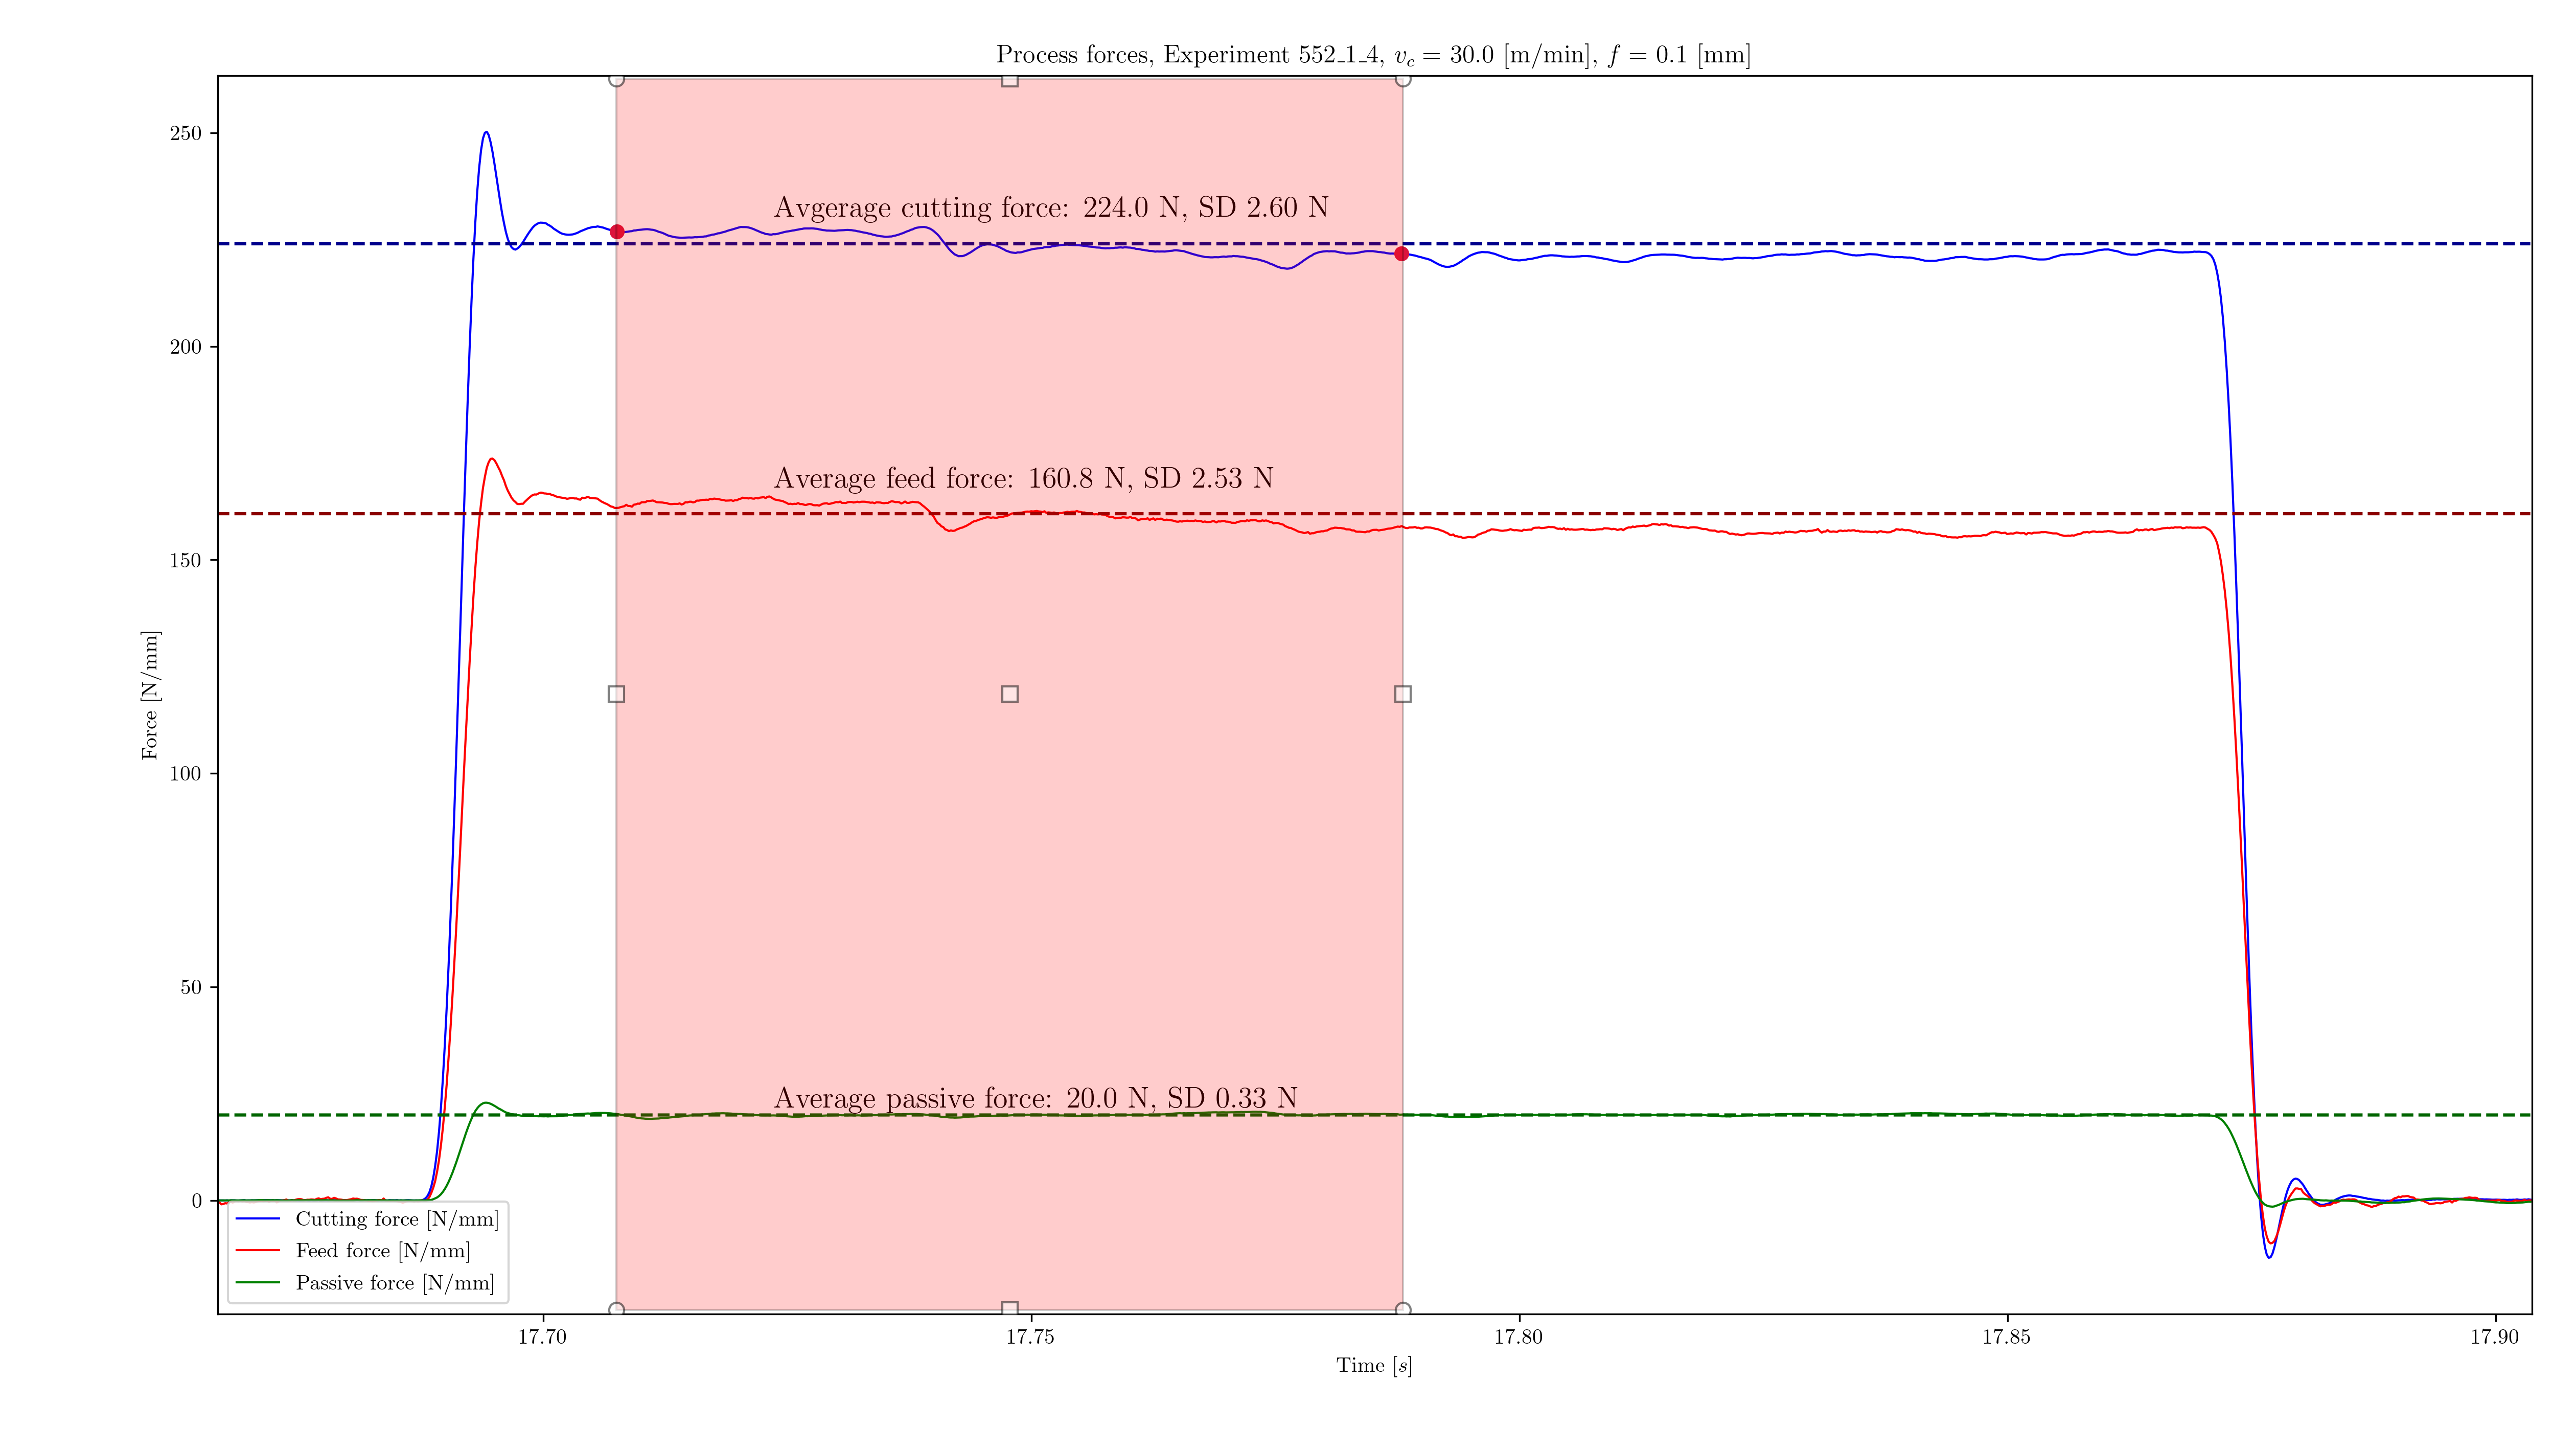 Process forces, Experiment 552_1_4, v_c = 30.0 [m/min], f = 0.1 [mm]
250
200
150
100
50
0
Force [N/mm]
Avgerage cutting force: 224.0 N, SD 2.60 N
Average feed force: 160.8 N, SD 2.53 N
Average passive force: 20.0 N, SD 0.33 N
Cutting force [N/mm]
Feed force [N/mm]
Passive force [N/mm]
17.70
17.75
17.80
17.85
17.90
Time [s]